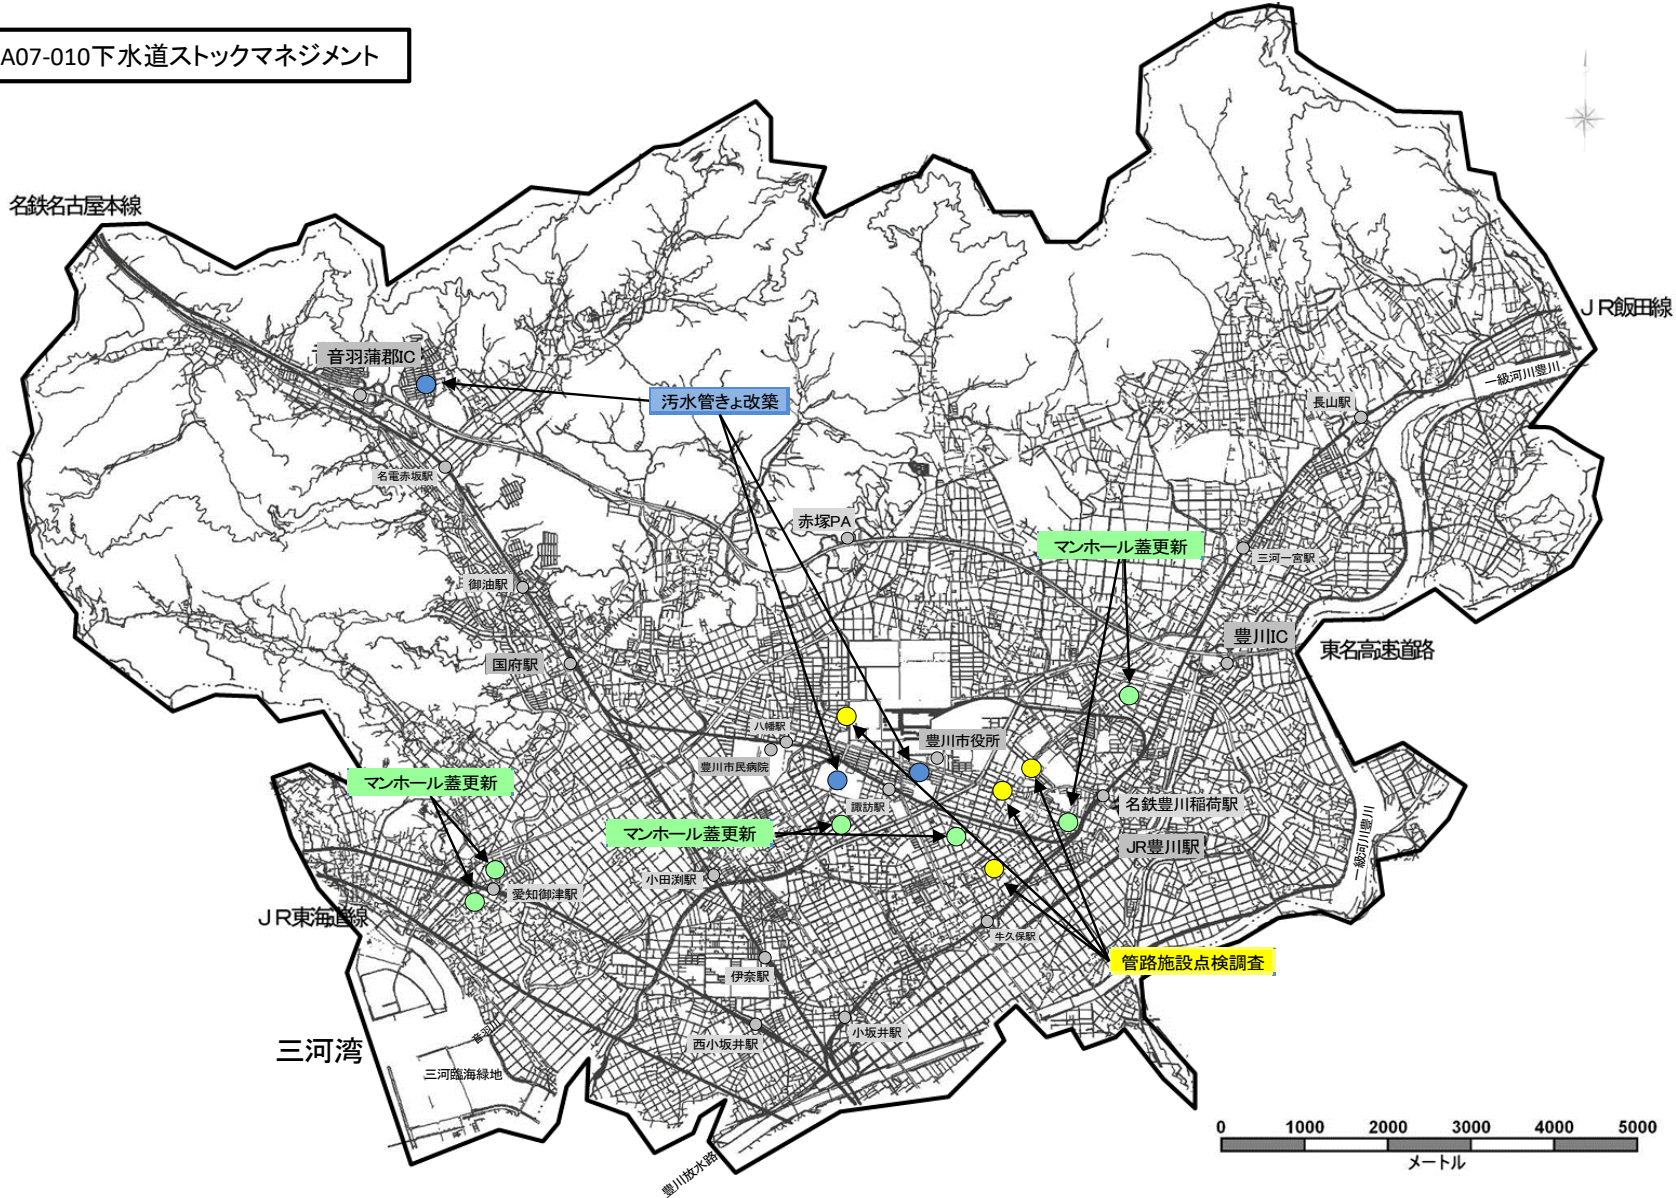 A07-010下水道ストックマネジメント
名鉄名古屋本線
ＪＲ飯田線
音羽蒲郡IC
一級河川豊川
汚水管きょ改築
長山駅
名電赤坂駅
赤塚PA
マンホール蓋更新
三河一宮駅
御油駅
豊川IC
東名高速道路
国府駅
八幡駅
豊川市役所
豊川市民病院
マンホール蓋更新
諏訪駅
名鉄豊川稲荷駅
マンホール蓋更新
一級河川豊川
JR豊川駅
小田渕駅
愛知御津駅
ＪＲ東海道線
牛久保駅
管路施設点検調査
伊奈駅
音羽川
小坂井駅
西小坂井駅
三河湾
三河臨海緑地
豊川放水路
0 1000 2000 3000 4000 5000
メートル